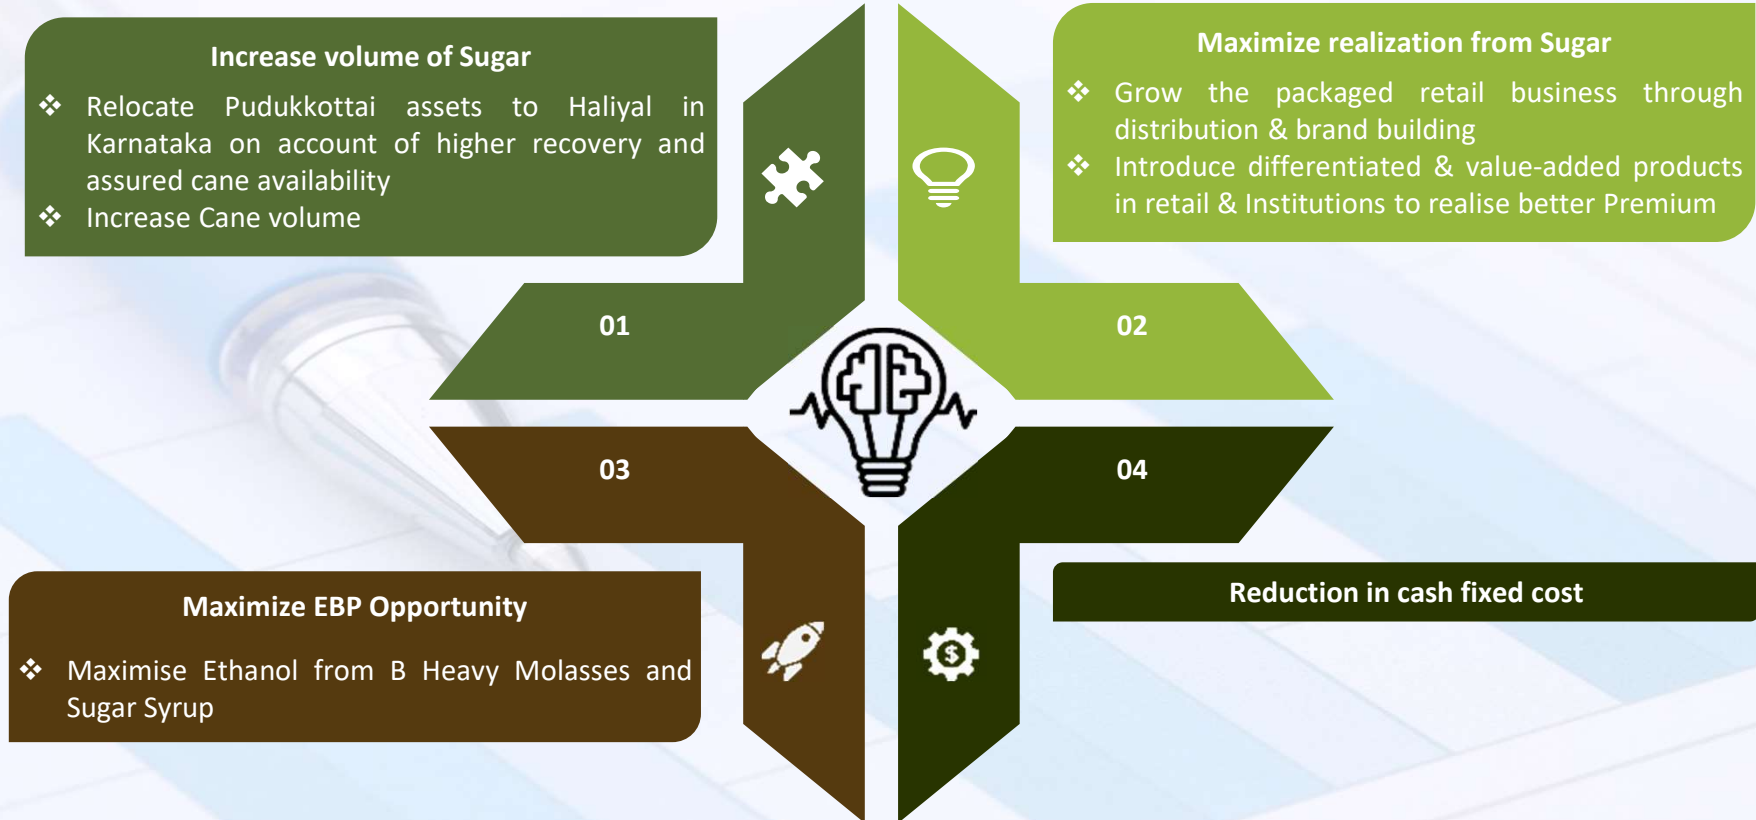 Increase volume of Sugar
❖ Relocate Pudukkottai assets to Haliyal in
Karnataka on account of higher recovery and
assured cane availability
❖ Increase Cane volume
Maximize realization from Sugar
❖ Grow the packaged retail business through
distribution & brand building
❖ Introduce differentiated & value-added products
in retail & Institutions to realise better Premium
01
02
03
04
Maximize EBP Opportunity
❖ Maximise Ethanol from B Heavy Molasses and
Sugar Syrup
Reduction in cash fixed cost
$